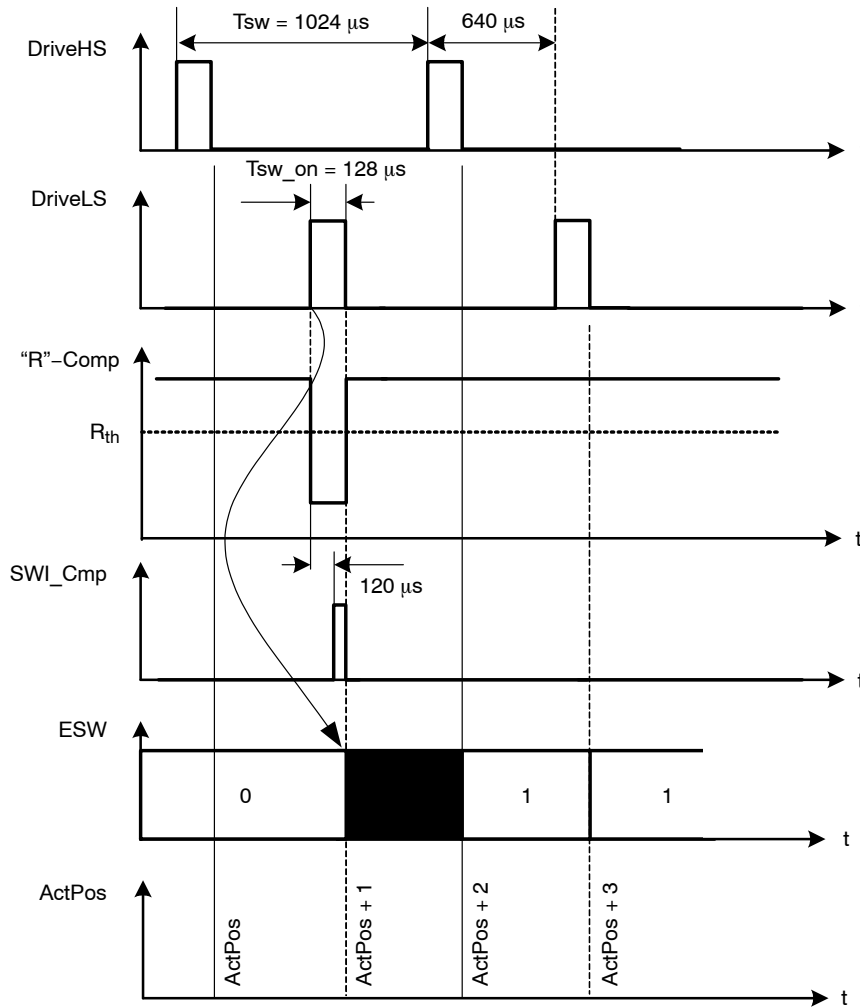 Tsw = 1024 μs
640 μs
DriveHS
Tsw_on = 128 μs
DriveLS
“R”−Comp
Rth
t
SWI_Cmp
120 μs
t
ESW
0
1
1
t
ActPos
ActPos
ActPos + 1
ActPos + 2
ActPos + 3
t